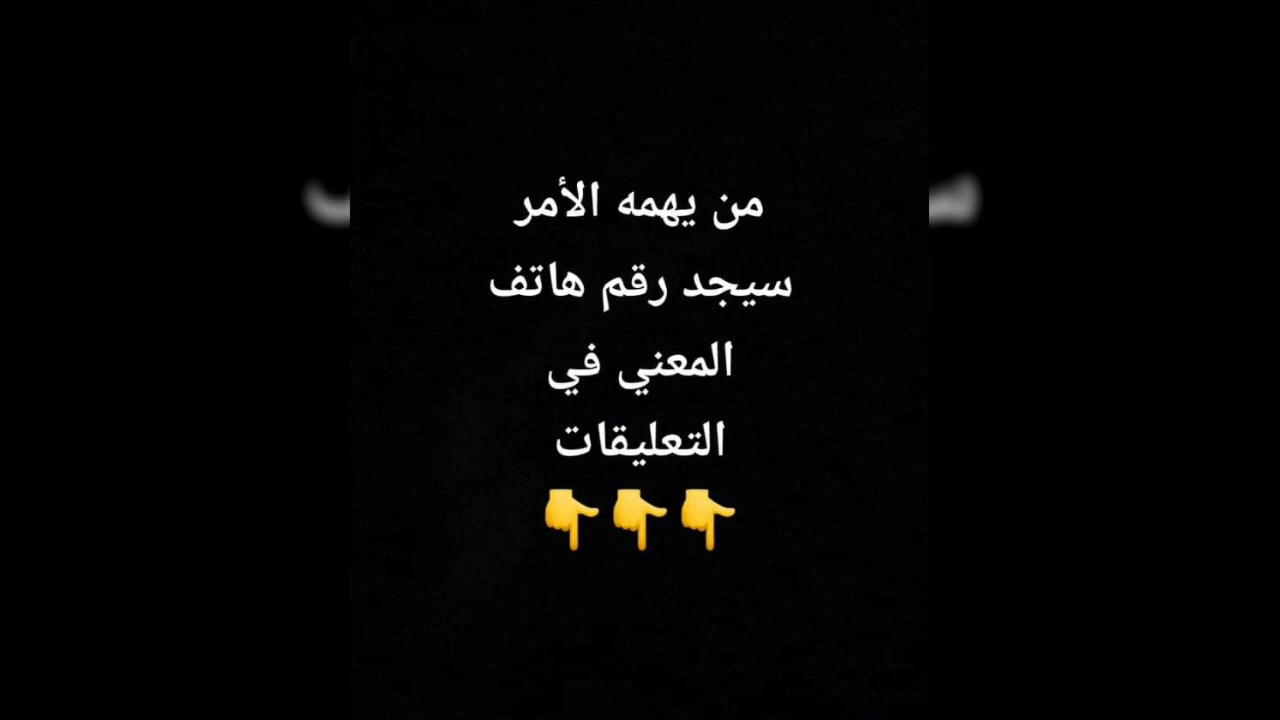 من يهمه الأمر
سيجد رقم هاتف
المعني في
التعليقات
👇👇👇